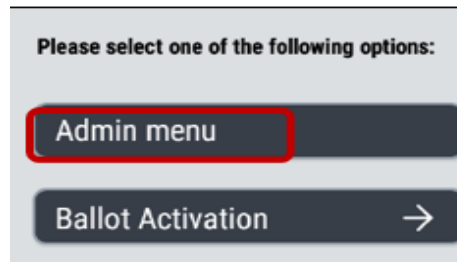 Please select one of the following options:
Admin menu
Ballot Activation →